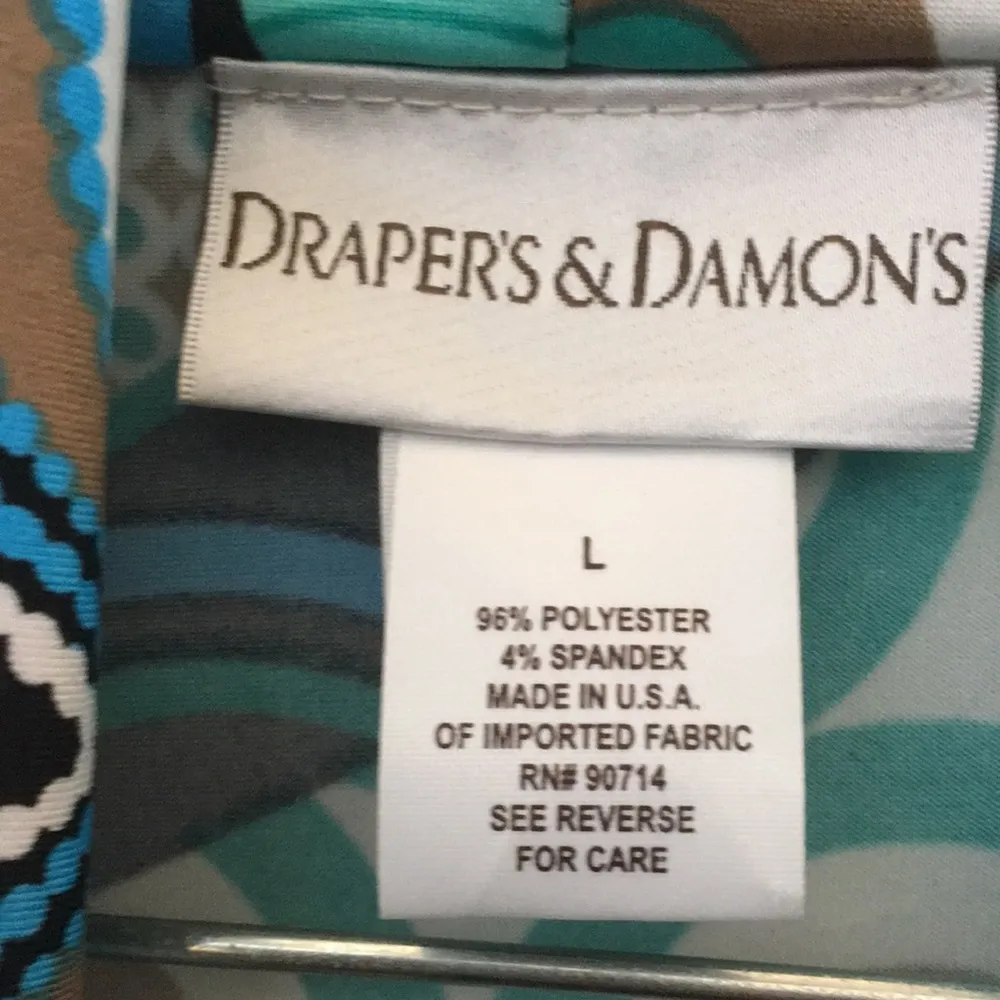 DRAPER'S & DAMON'S
L
96% POLYESTER
4% SPANDEX
MADE IN U.S.A.
OF IMPORTED FABRIC
RN# 90714
SEE REVERSE
FOR CARE